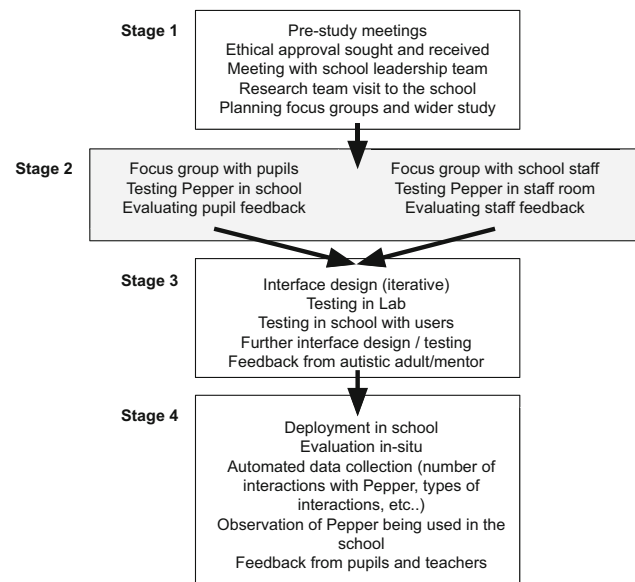 Stage 1
Pre-study meetings
Ethical approval sought and received
Meeting with school leadership team
Research team visit to the school
Planning focus groups and wider study
Stage 2
Focus group with pupils
Testing Pepper in school
Evaluating pupil feedback
Focus group with school staff
Testing Pepper in staff room
Evaluating staff feedback
Stage 3
Interface design (iterative)
Testing in Lab
Testing in school with users
Further interface design / testing
Feedback from autistic adult/mentor
Stage 4
Deployment in school
Evaluation in-situ
Automated data collection (number of
interactions with Pepper, types of
interactions, etc..)
Observation of Pepper being used in the
school
Feedback from pupils and teachers